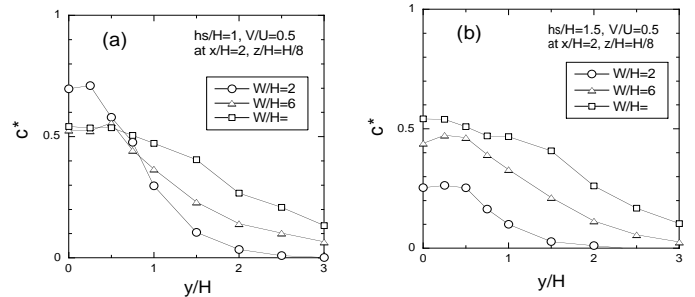 (a)
hs/H=1, V/U=0.5
at x/H=2, z/H=H/8
W/H=2
W/H=6
W/H=
1
0.5
0
c*
0 1 2 3
y/H
(b)
hs/H=1.5, V/U=0.5
at x/H=2, z/H=H/8
W/H=2
W/H=6
W/H=
1
0.5
0
c*
0 1 2 3
y/H